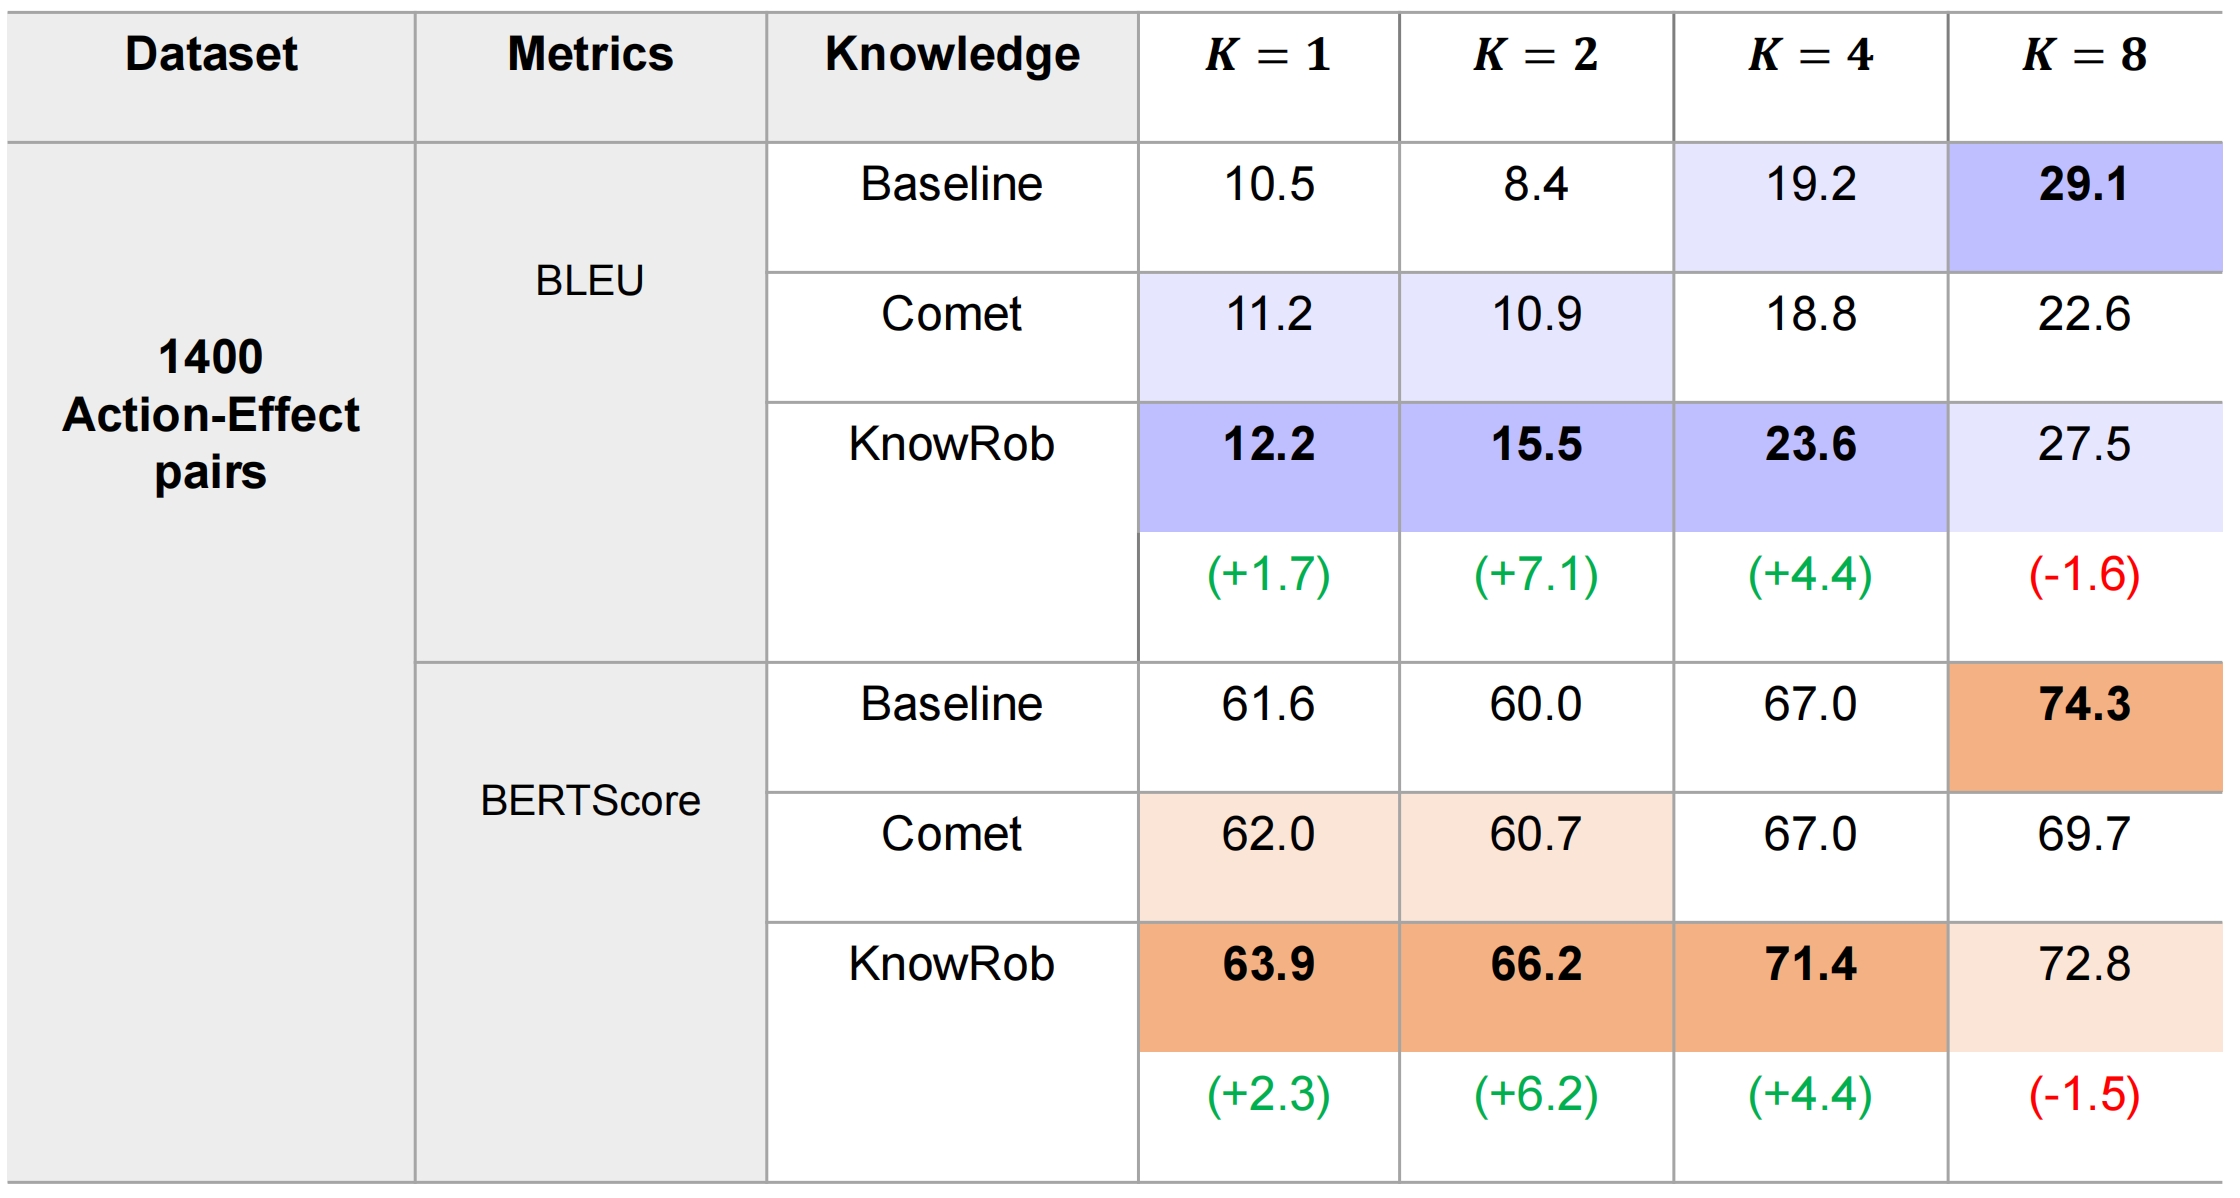 Dataset Metrics Knowledge K = 1 K = 2 K = 4 K = 8
1400
Action-Effect
pairs
BLEU
Baseline 10.5 8.4 19.2 29.1
Comet 11.2 10.9 18.8 22.6
KnowRob 12.2 15.5 23.6 27.5
(+1.7) (+7.1) (+4.4) (-1.6)
BERTScore
Baseline 61.6 60.0 67.0 74.3
Comet 62.0 60.7 67.0 69.7
KnowRob 63.9 66.2 71.4 72.8
(+2.3) (+6.2) (+4.4) (-1.5)